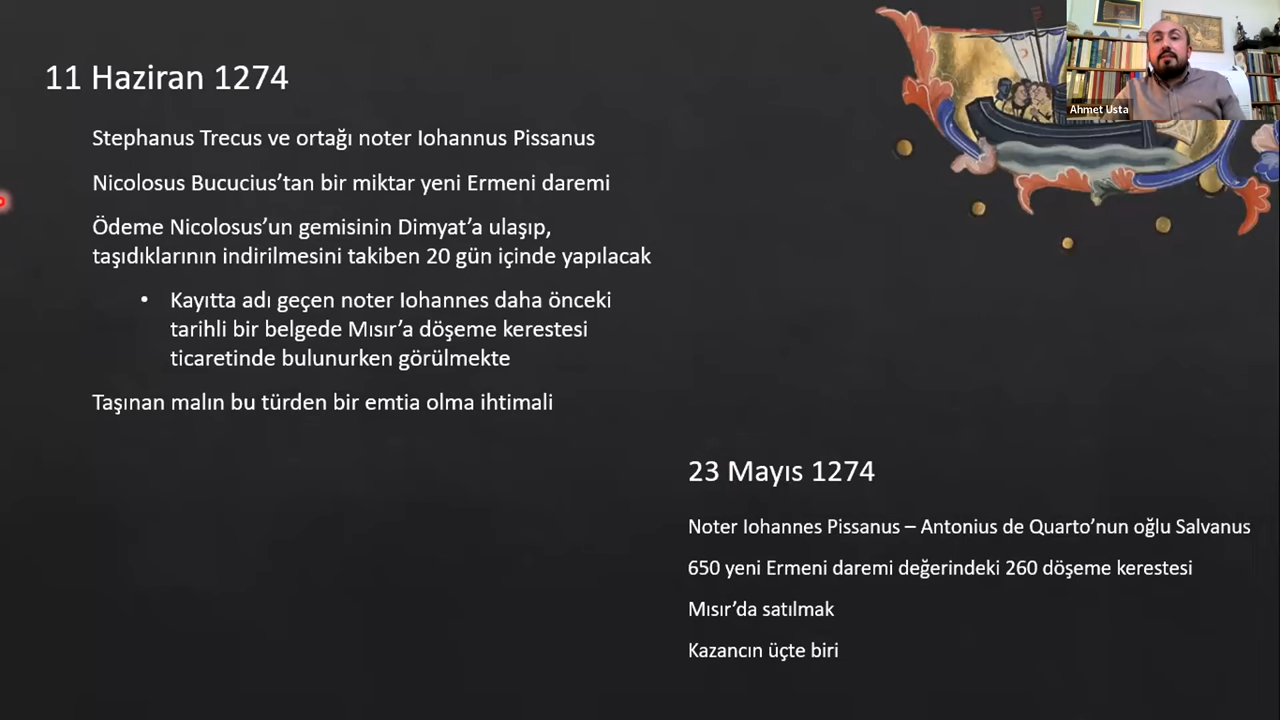 11 Haziran 1274
Stephanus Trecus ve ortağı noter Iohannus Pissanus
Nicolosus Bucucius’tan bir miktar yeni Ermeni daremi
Ödeme Nicolosus’un gemisinin Dimyat’a ulaşıp,
taşıdıklarının indirilmesini takiben 20 gün içinde yapılacak
• Kayıtta adı geçen noter Iohannes daha önceki
tarihli bir belgede Mısır’a döşeme kerestesi
ticaretinde bulunurken görülmekte
Taşınan malın bu türden bir emtia olma ihtimali
23 Mayıs 1274
Noter Iohannes Pissanus – Antonius de Quarto’nun oğlu Salvanus
650 yeni Ermeni daremi değerindeki 260 döşeme kerestesi
Mısır’da satılmak
Kazancın üçte biri
Ahmet Usta